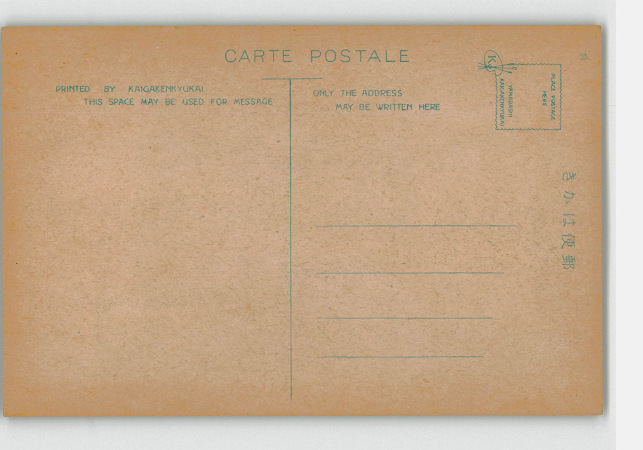 CARTE POSTALE
PRINTED BY KAIGAKENKYUKAI
THIS SPACE MAY BE USED FOR MESSAGE
ONLY THE ADDRESS
MAY BE WRITTEN HERE
K
PLACE POSTAGE
HERE
KAIGAKENKYUKAI
きかは便郵